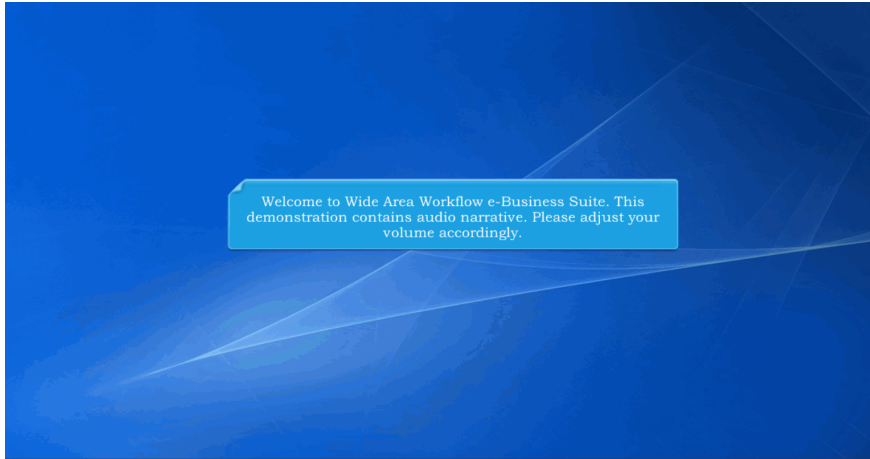 Welcome to Wide Area Workflow e-Business Suite. This
demonstration contains audio narrative. Please adjust your
volume accordingly.